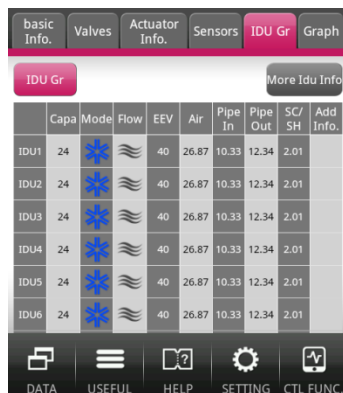 basic Info. Valves Actuator Info. Sensors IDU Gr Graph
IDU Gr More Idu Info
Capa Mode Flow EEV Air Pipe In Pipe Out SC/ SH Add Info.
IDU1 24 40 26.87 10.33 12.34 2.01
IDU2 24 40 26.87 10.33 12.34 2.01
IDU3 24 40 26.87 10.33 12.34 2.01
IDU4 24 40 26.87 10.33 12.34 2.01
IDU5 24 40 26.87 10.33 12.34 2.01
IDU6 24 40 26.87 10.33 12.34 2.01
DATA USEFUL HELP SETTING CTL FUNC